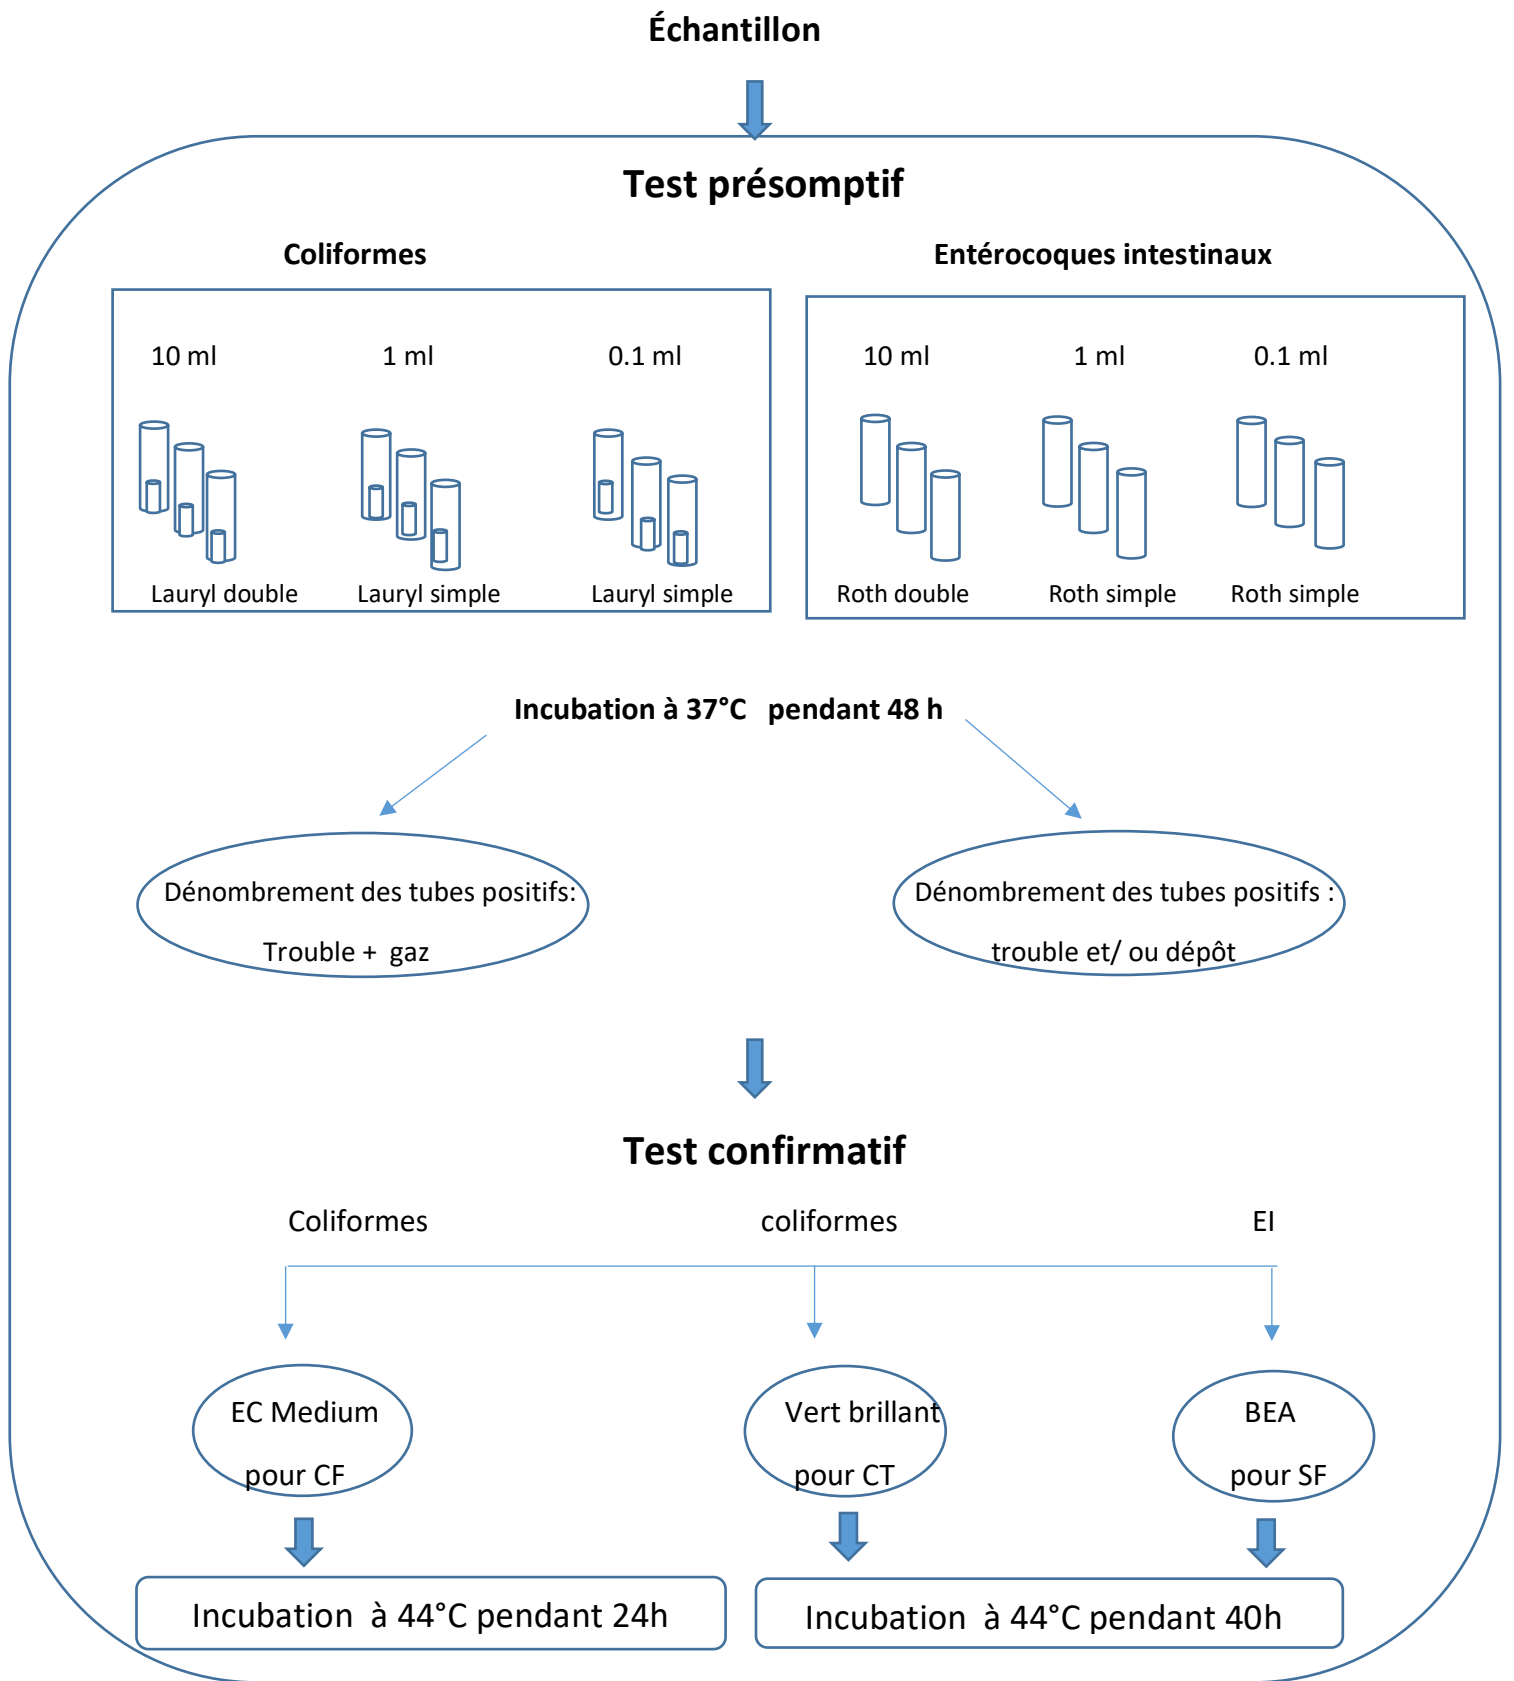 Échantillon
Test présomptif
Coliformes
10 ml 1 ml 0.1 ml
Lauryl double Lauryl simple Lauryl simple
Entérocoques intestinaux
10 ml 1 ml 0.1 ml
Roth double Roth simple Roth simple
Incubation à 37°C pendant 48 h
Dénombrement des tubes positifs:
Trouble + gaz
Dénombrement des tubes positifs :
trouble et/ ou dépôt
Test confirmatif
Coliformes coliformes EI
EC Medium
pour CF
Vert brillant
pour CT
BEA
pour SF
Incubation à 44°C pendant 24h
Incubation à 44°C pendant 40h